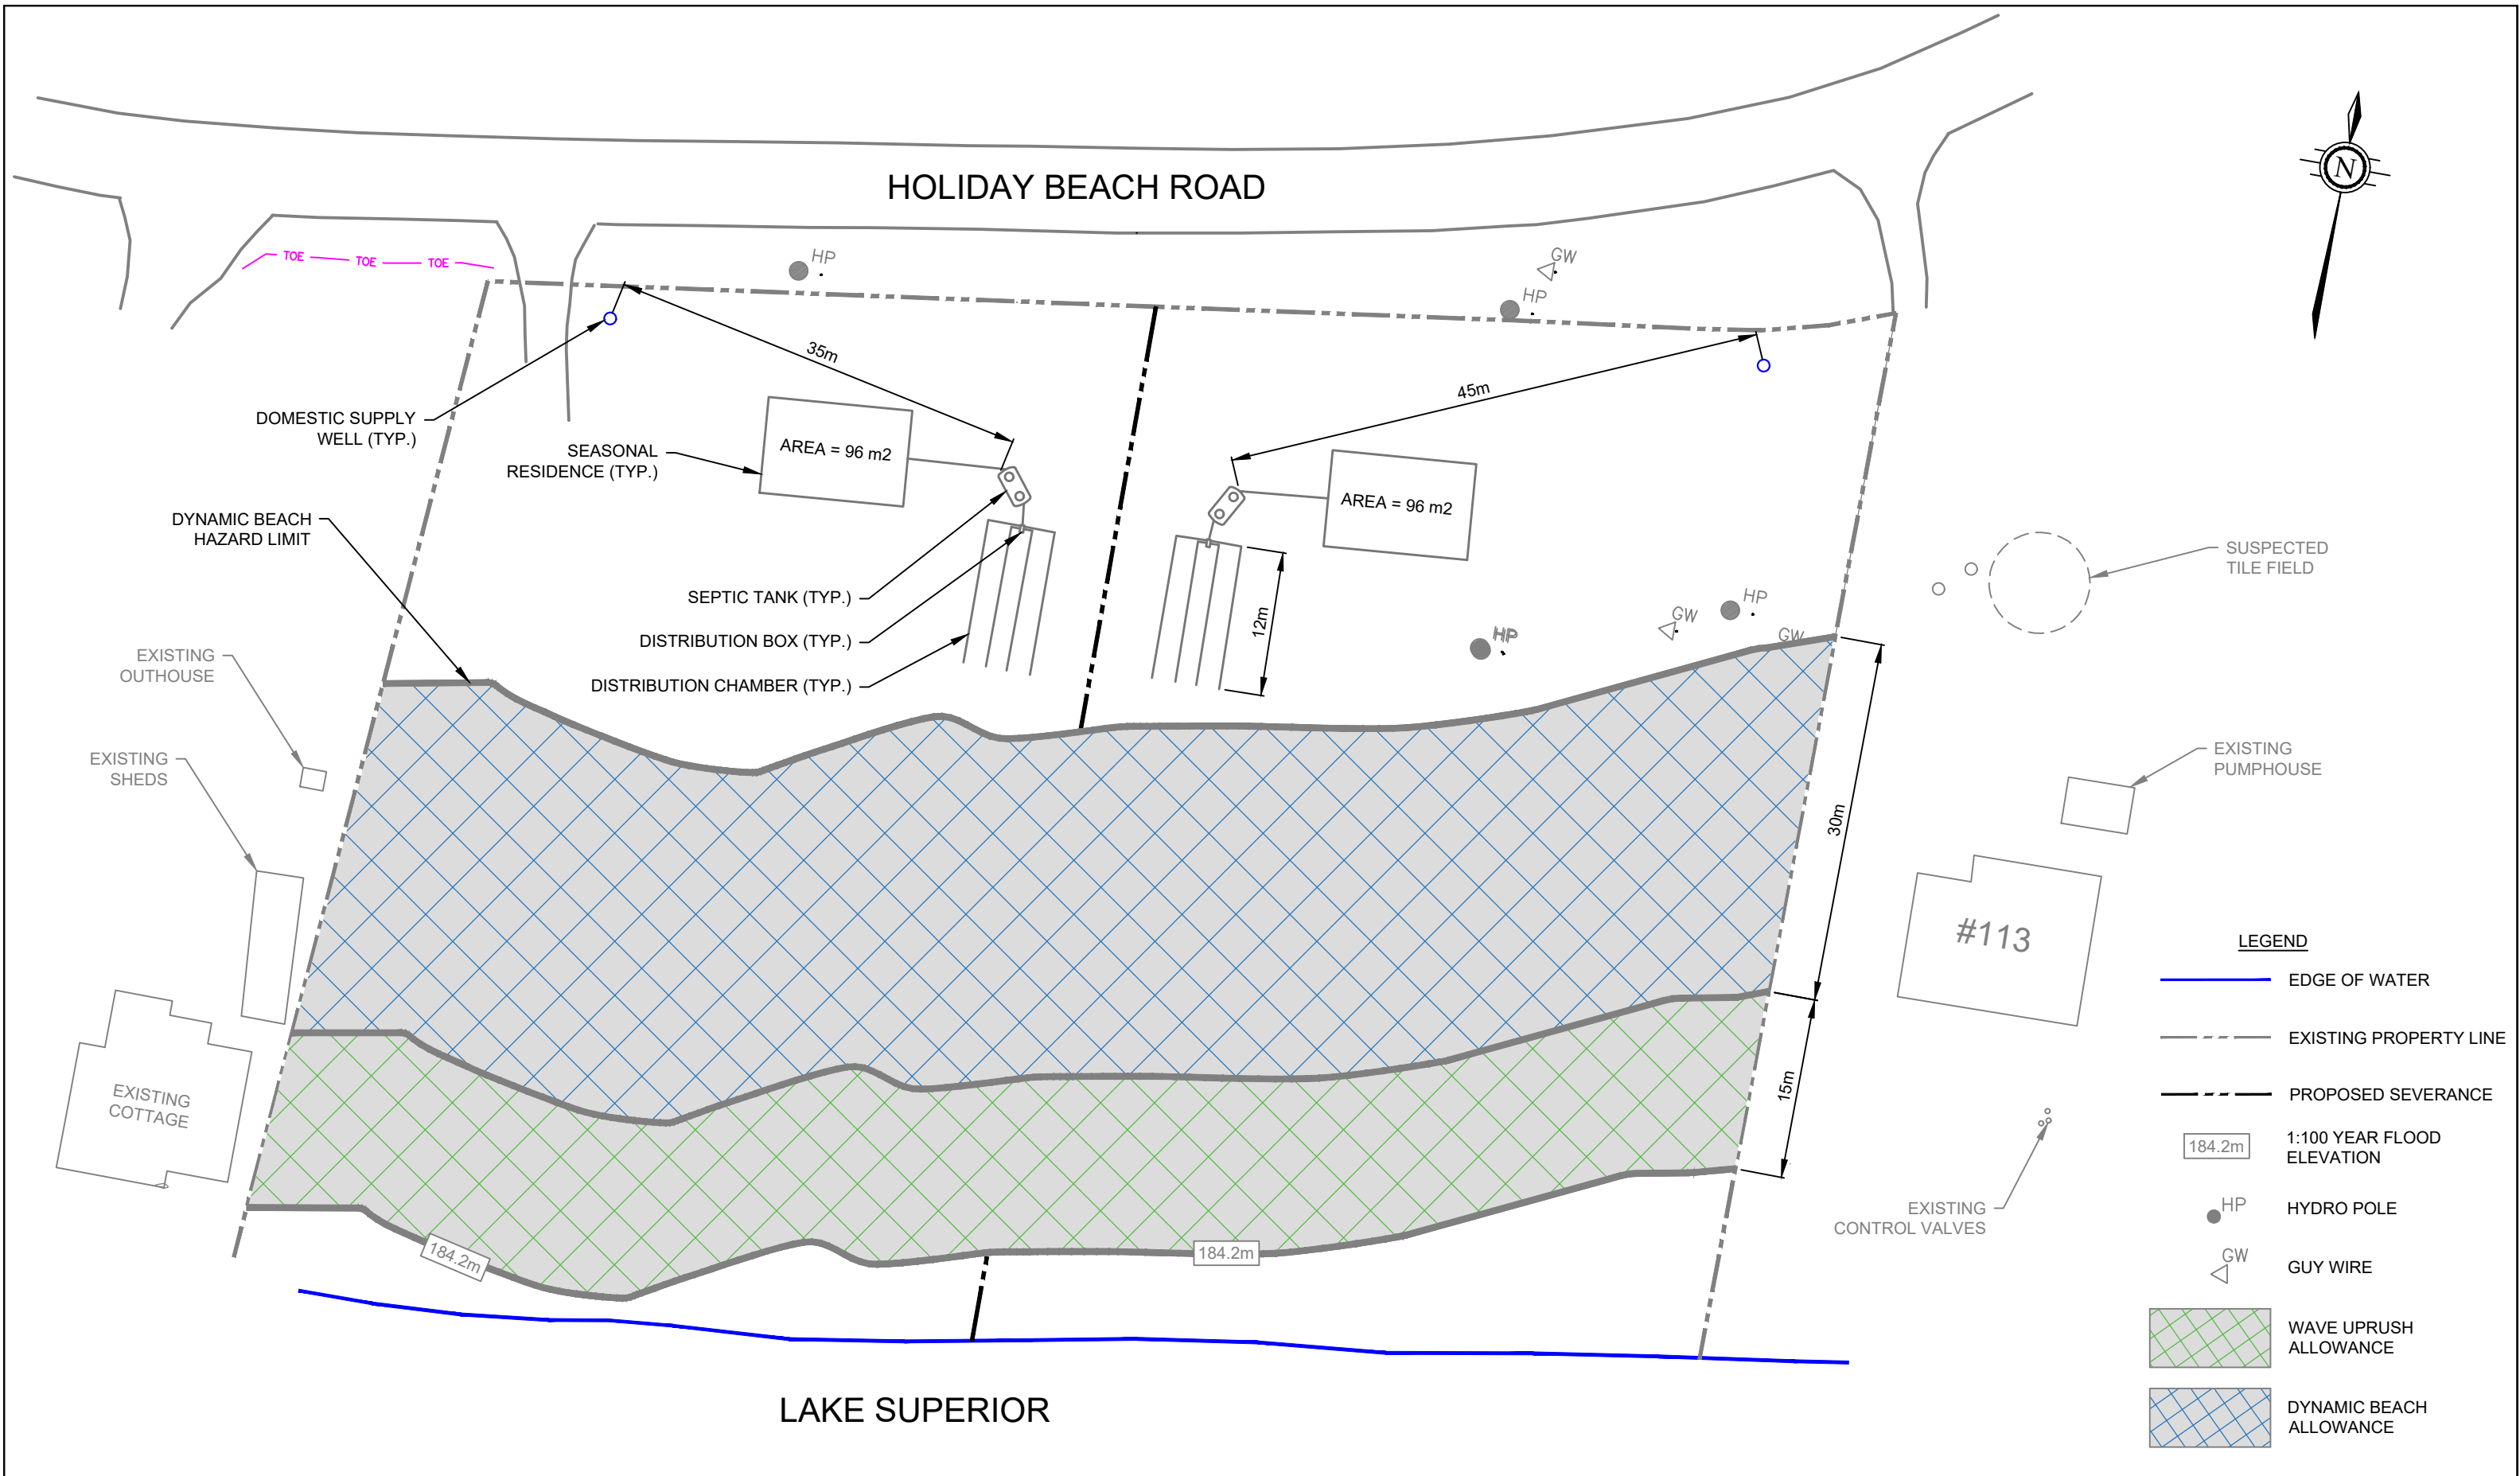 HOLIDAY BEACH ROAD
N
TOE TOE TOE
HP
GW
HP
35m
45m
DOMESTIC SUPPLY
WELL (TYP.)
SEASONAL
RESIDENCE (TYP.)
AREA = 96 m2
AREA = 96 m2
DYNAMIC BEACH
HAZARD LIMIT
SEPTIC TANK (TYP.)
DISTRIBUTION BOX (TYP.)
DISTRIBUTION CHAMBER (TYP.)
12m
SUSPECTED
TILE FIELD
HP
GW
HP
GW
EXISTING
OUTHOUSE
EXISTING
SHEDS
EXISTING
PUMPHOUSE
30m
#113
15m
EXISTING
COTTAGE
184.2m
184.2m
EXISTING
CONTROL VALVES
LAKE SUPERIOR
LEGEND
EDGE OF WATER
EXISTING PROPERTY LINE
PROPOSED SEVERANCE
184.2m
1:100 YEAR FLOOD
ELEVATION
HP
HYDRO POLE
GW
GUY WIRE
WAVE UPRUSH
ALLOWANCE
DYNAMIC BEACH
ALLOWANCE